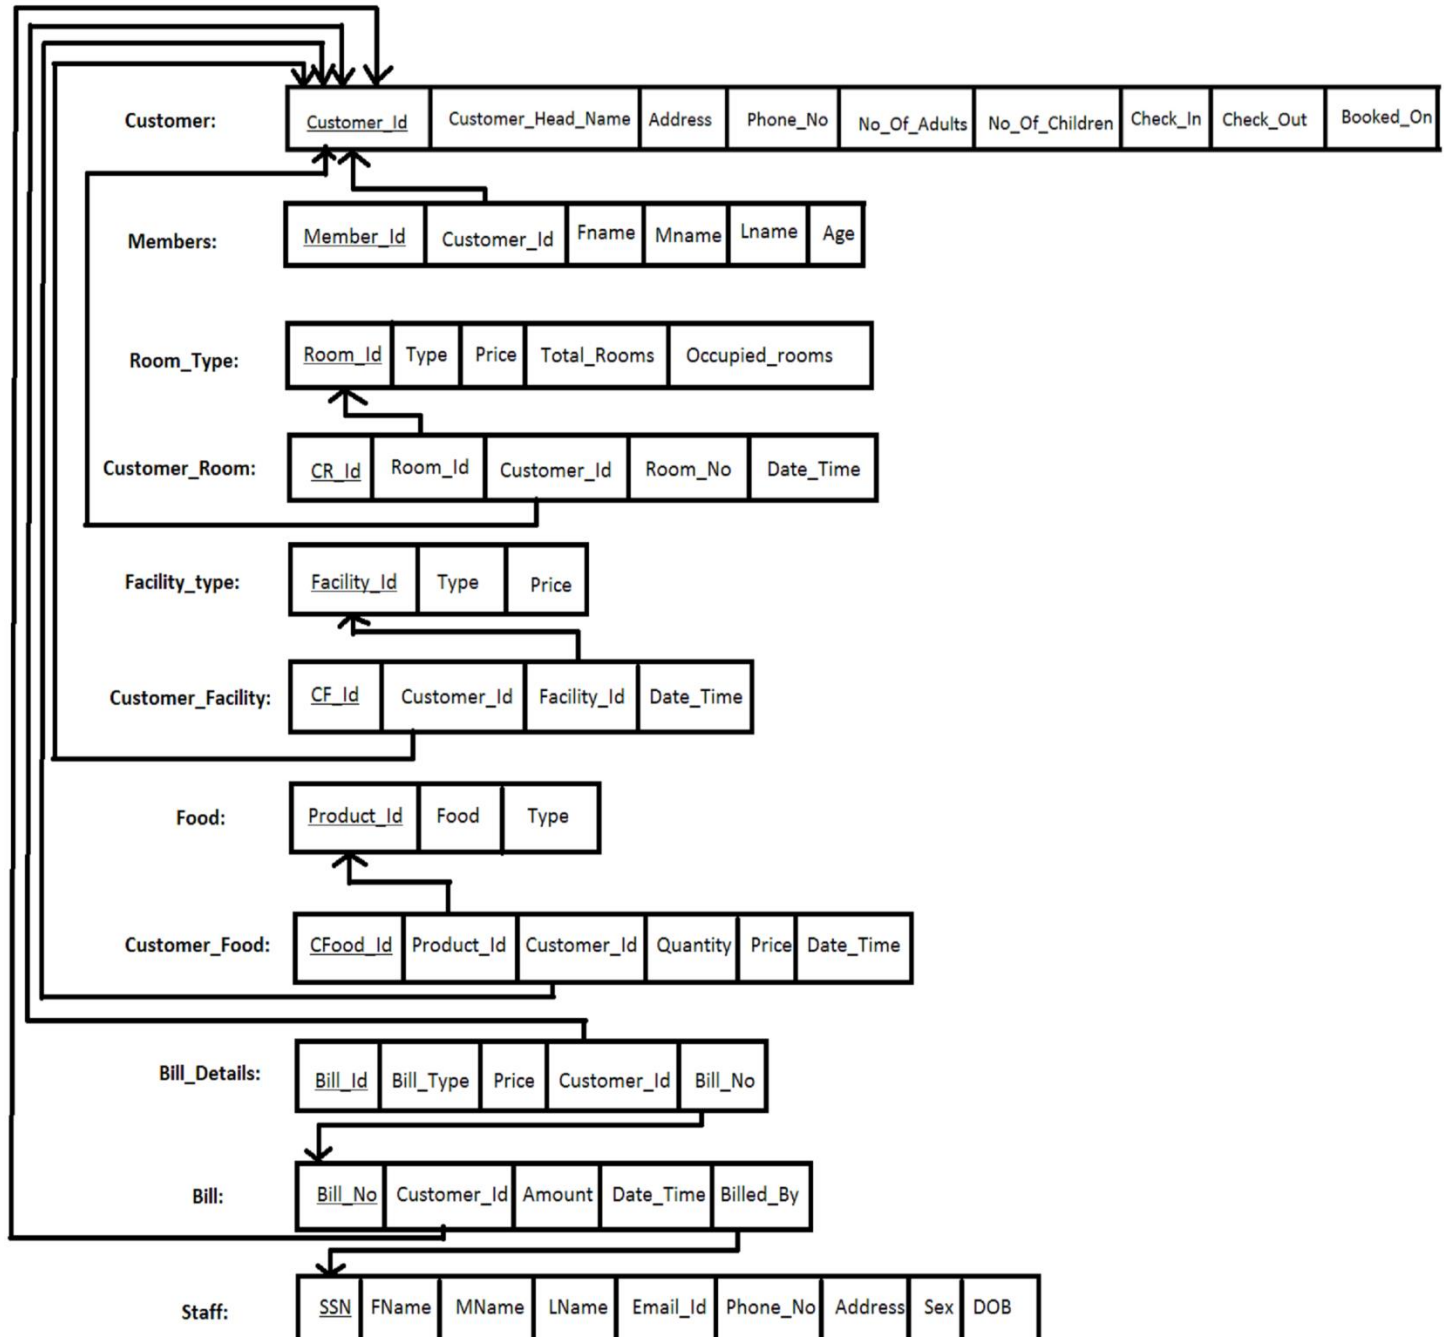 Customer: Customer_Id Customer_Head_Name Address Phone_No No_Of_Adults No_Of_Children Check_In Check_Out Booked_On
Members: Member_Id Customer_Id Fname Mname Lname Age
Room_Type: Room_Id Type Price Total_Rooms Occupied_rooms
Customer_Room: CR_Id Room_Id Customer_Id Room_No Date_Time
Facility_type: Facility_Id Type Price
Customer_Facility: CF_Id Customer_Id Facility_Id Date_Time
Food: Product_Id Food Type
Customer_Food: CFood_Id Product_Id Customer_Id Quantity Price Date_Time
Bill_Details: Bill_Id Bill_Type Price Customer_Id Bill_No
Bill: Bill_No Customer_Id Amount Date_Time Billed_By
Staff: SSN FName MName LName Email_Id Phone_No Address Sex DOB